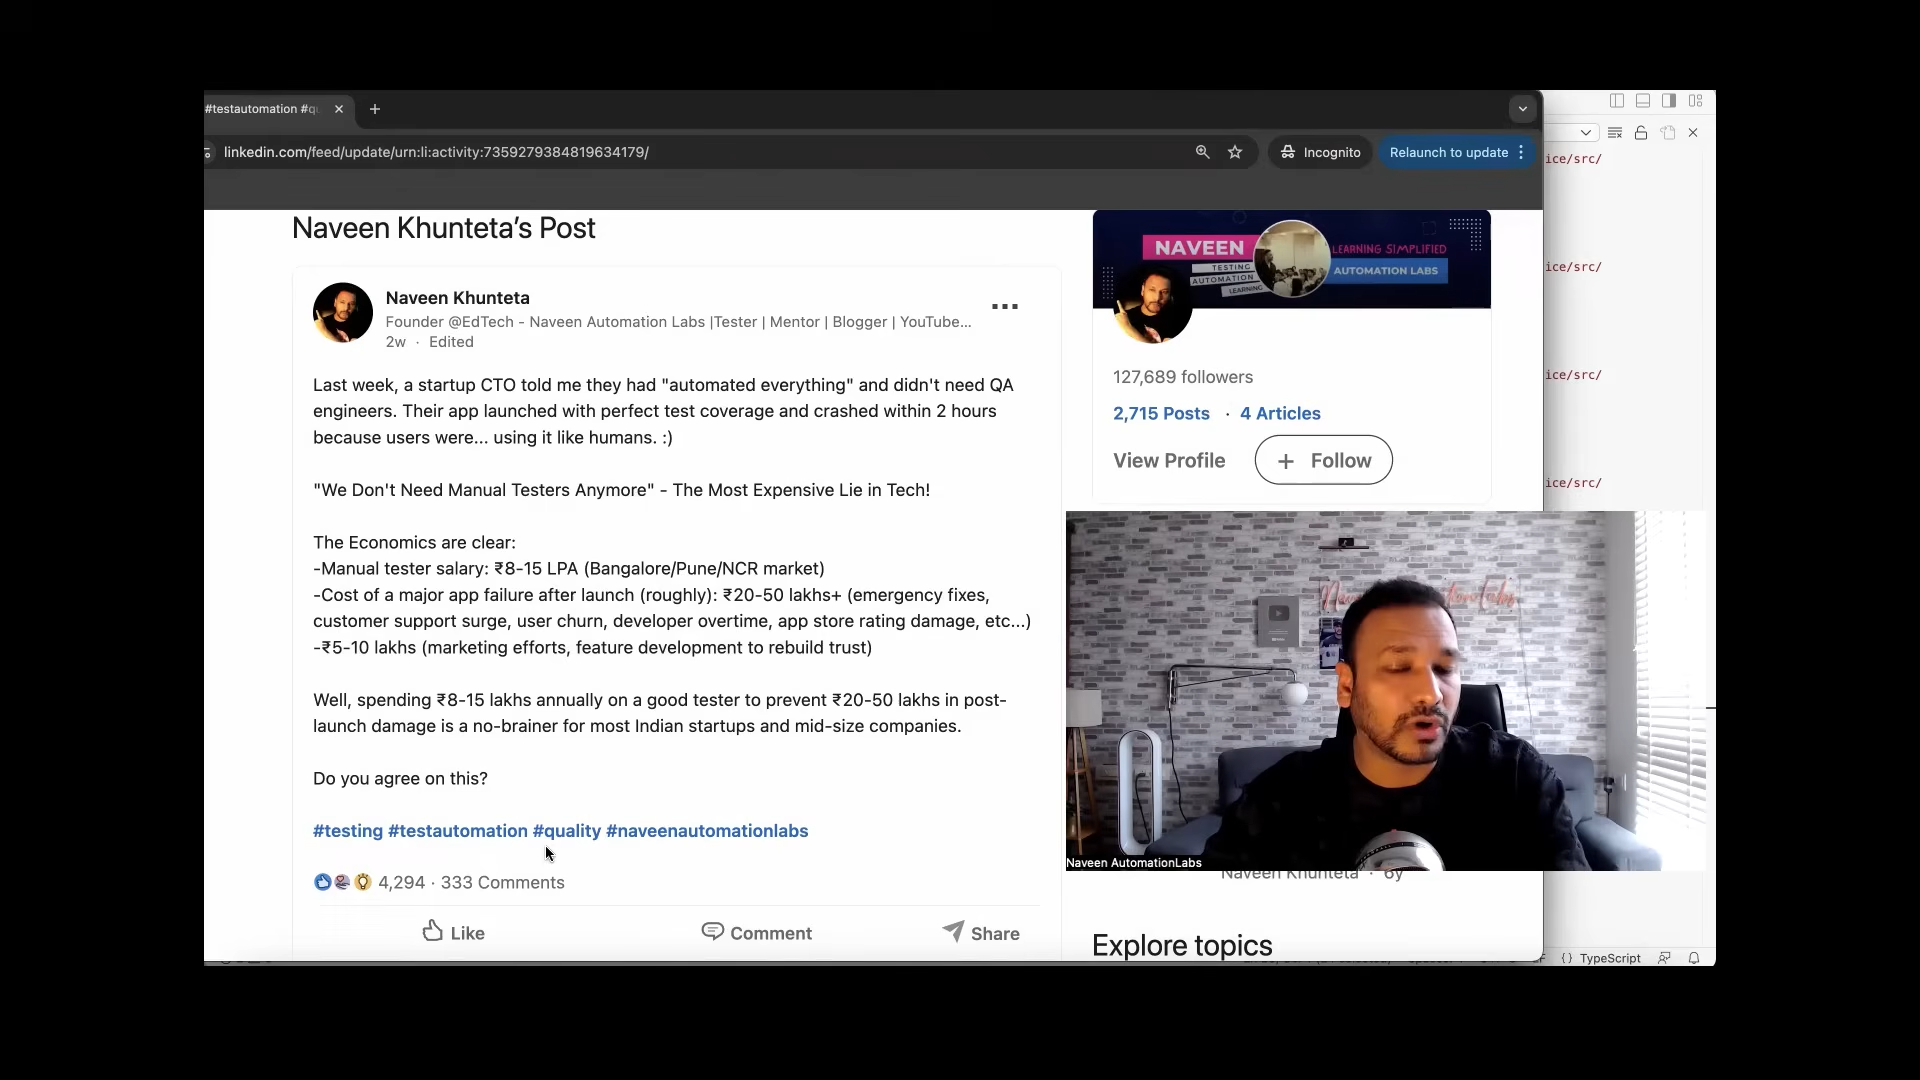 #testautomation #qu
linkedin.com/feed/update/urn:li:activity:7359279384819634179/
Incognito
Relaunch to update
Naveen Khunteta's Post
Naveen Khunteta
Founder @EdTech - Naveen Automation Labs |Tester | Mentor | Blogger | YouTube...
2w · Edited
Last week, a startup CTO told me they had "automated everything" and didn't need QA
engineers. Their app launched with perfect test coverage and crashed within 2 hours
because users were... using it like humans. :)
"We Don't Need Manual Testers Anymore" - The Most Expensive Lie in Tech!
The Economics are clear:
-Manual tester salary: ₹8-15 LPA (Bangalore/Pune/NCR market)
-Cost of a major app failure after launch (roughly): ₹20-50 lakhs+ (emergency fixes,
customer support surge, user churn, developer overtime, app store rating damage, etc...)
-₹5-10 lakhs (marketing efforts, feature development to rebuild trust)
Well, spending ₹8-15 lakhs annually on a good tester to prevent ₹20-50 lakhs in post-
launch damage is a no-brainer for most Indian startups and mid-size companies.
Do you agree on this?
#testing #testautomation #quality #naveenautomationlabs
4,294 · 333 Comments
Like
Comment
Share
NAVEEN
TESTING
AUTOMATION
LEARNING
LEARNING SIMPLIFIED
AUTOMATION LABS
127,689 followers
2,715 Posts · 4 Articles
View Profile
+ Follow
Naveen AutomationLabs
Naveen Khunteta · 6y
Explore topics
ice/src/
ice/src/
ice/src/
ice/src/
{} TypeScript